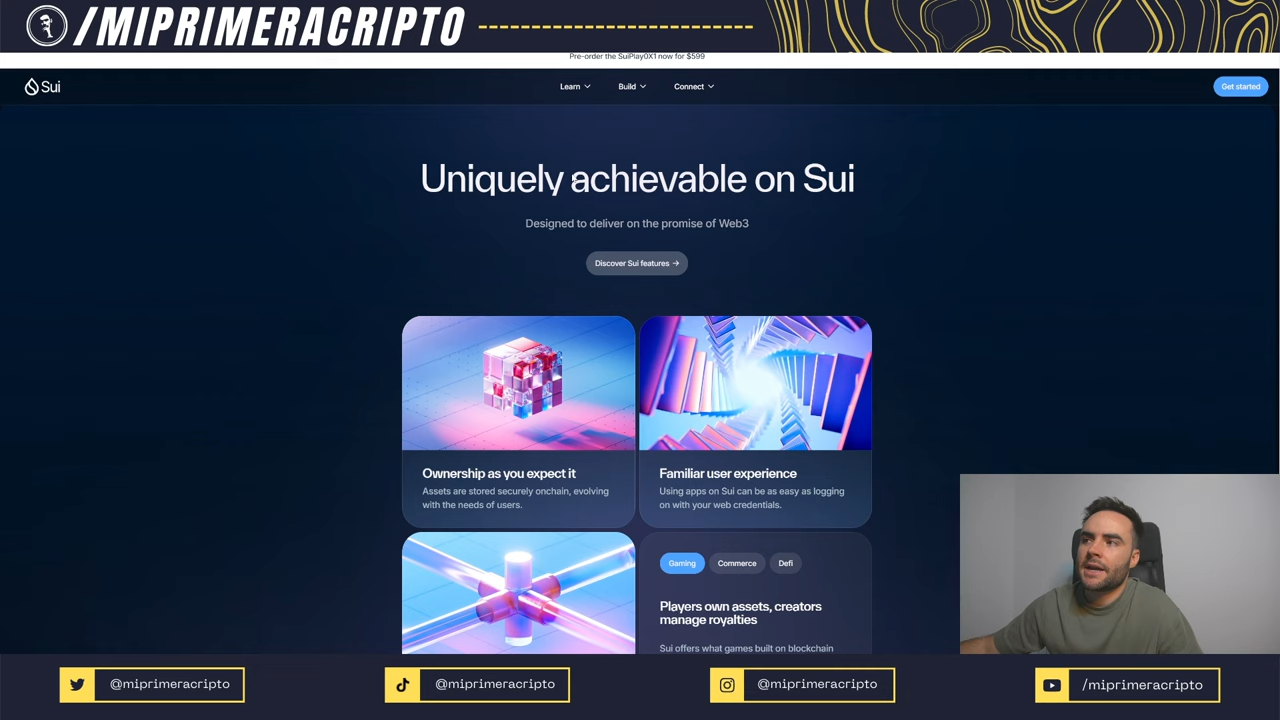 /MIPRIMERACRIPTO
Pre-order the SuiPlay0X1 now for $599
Sui
Learn
Build
Connect
Get started
Uniquely achievable on Sui
Designed to deliver on the promise of Web3
Discover Sui features →
Ownership as you expect it
Assets are stored securely onchain, evolving
with the needs of users.
Familiar user experience
Using apps on Sui can be as easy as logging
on with your web credentials.
Gaming
Commerce
Defi
Players own assets, creators
manage royalties
Sui offers what games built on blockchain
@miprimeracripto
@miprimeracripto
@miprimeracripto
/miprimeracripto